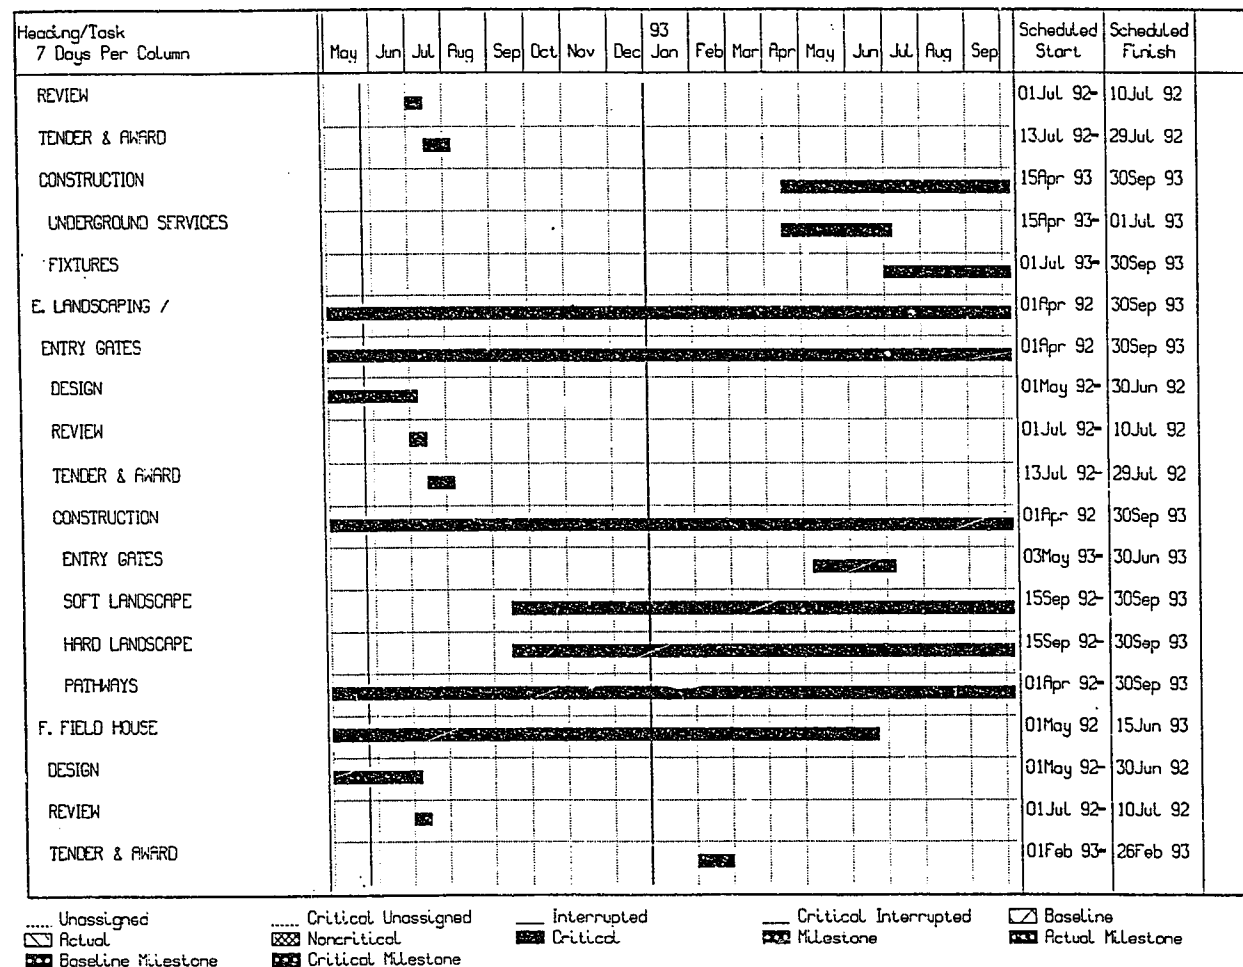 Heading/Task
7 Days Per Column
93
May Jun Jul Aug Sep Oct Nov Dec Jan Feb Mar Apr May Jun Jul Aug Sep
Scheduled Start Scheduled Finish
REVIEW 01Jul 92- 10Jul 92
TENDER & AWARD 13Jul 92- 29Jul 92
CONSTRUCTION 15Apr 93 30Sep 93
UNDERGROUND SERVICES 15Apr 93- 01Jul 93
FIXTURES 01Jul 93- 30Sep 93
E. LANDSCAPING / 01Apr 92 30Sep 93
ENTRY GATES 01Apr 92 30Sep 93
DESIGN 01May 92- 30Jun 92
REVIEW 01Jul 92- 10Jul 92
TENDER & AWARD 13Jul 92- 29Jul 92
CONSTRUCTION 01Apr 92 30Sep 93
ENTRY GATES 03May 93- 30Jun 93
SOFT LANDSCAPE 15Sep 92- 30Sep 93
HARD LANDSCAPE 15Sep 92- 30Sep 93
PATHWAYS 01Apr 92- 30Sep 93
F. FIELD HOUSE 01May 92 15Jun 93
DESIGN 01May 92- 30Jun 92
REVIEW 01Jul 92- 10Jul 92
TENDER & AWARD 01Feb 93- 26Feb 93
Unassigned Critical Unassigned Interrupted Critical Interrupted Baseline
Actual Noncritical Critical Milestone Actual Milestone
Baseline Milestone Critical Milestone